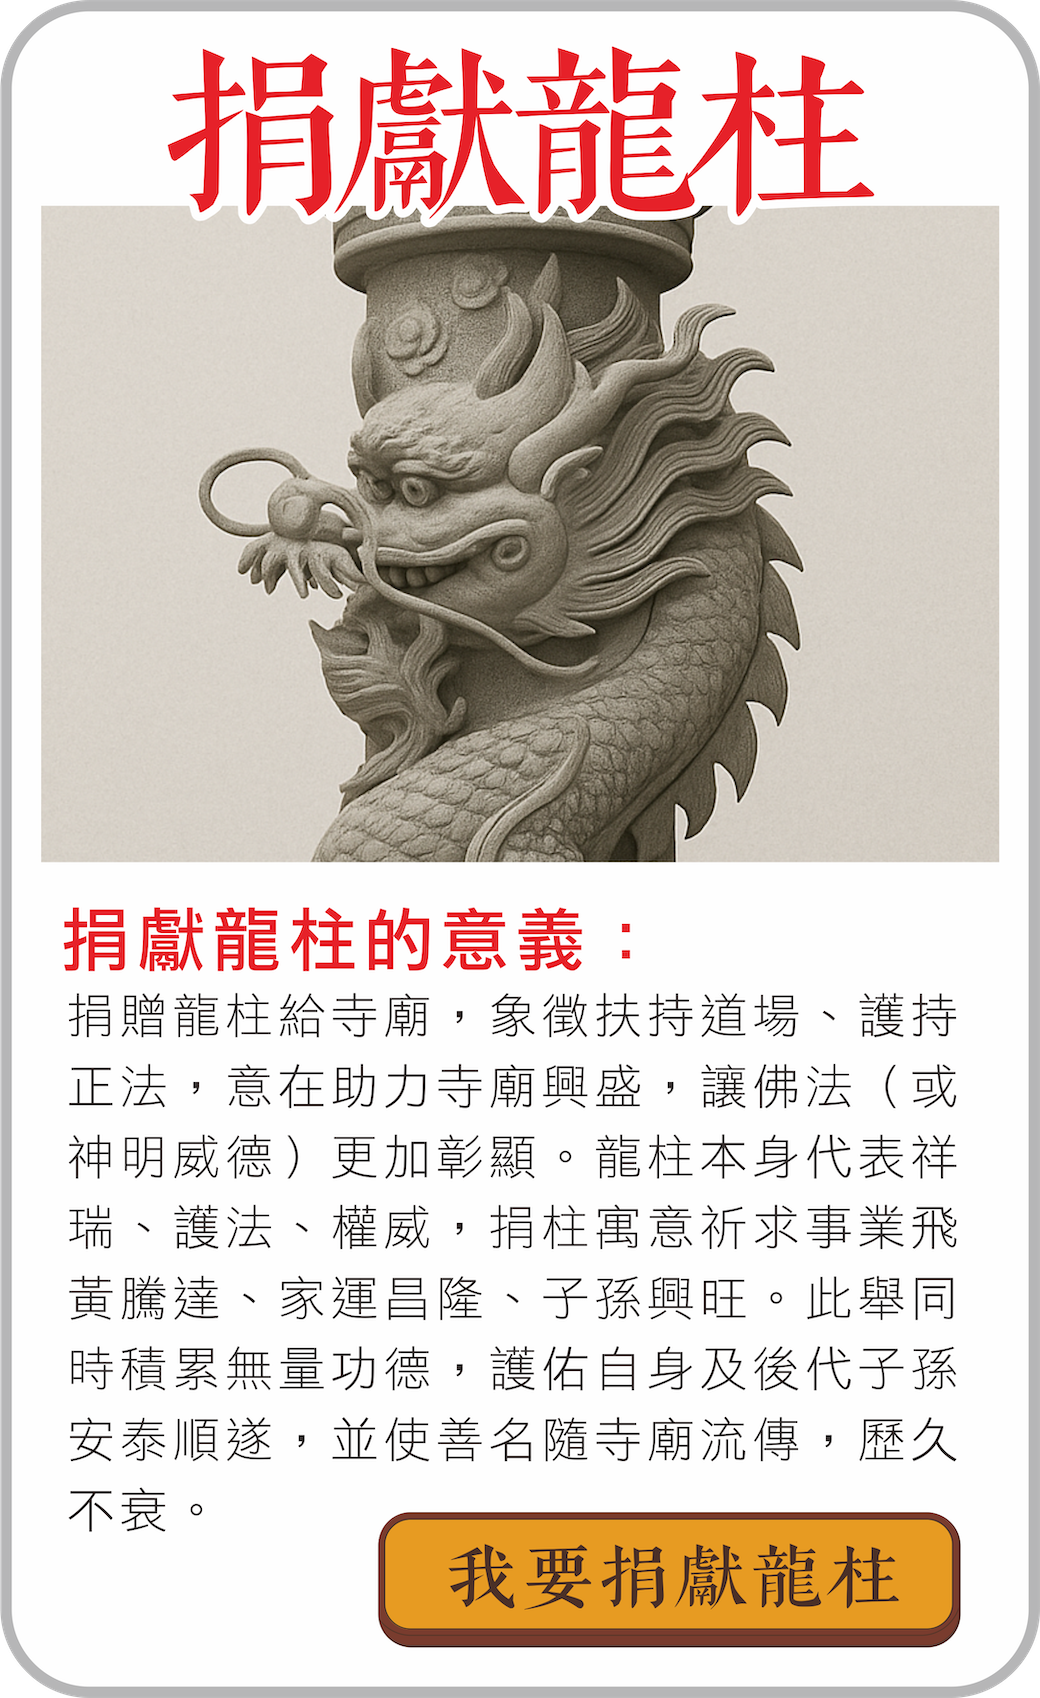 捐獻龍柱
捐獻龍柱的意義：
捐贈龍柱給寺廟，象徵扶持道場、護持
正法，意在助力寺廟興盛，讓佛法（或
神明威德）更加彰顯。龍柱本身代表祥
瑞、護法、權威，捐柱寓意祈求事業飛
黃騰達、家運昌隆、子孫興旺。此舉同
時積累無量功德，護佑自身及後代子孫
安泰順遂，並使善名隨寺廟流傳，歷久
不衰。
我要捐獻龍柱